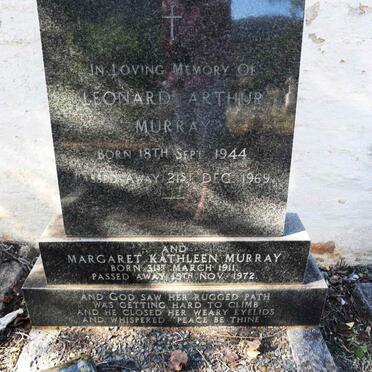 IN LOVING MEMORY OF
LEONARD ARTHUR
MURRAY
BORN 18TH SEPT. 1944
PASSED AWAY 21ST DEC. 1969
AND
MARGARET KATHLEEN MURRAY
BORN 31ST MARCH 1911
PASSED AWAY 19TH NOV. 1972
AND GOD SAW HER RUGGED PATH
WAS GETTING HARD TO CLIMB
AND HE CLOSED HER WEARY EYELIDS
AND WHISPERED "PEACE BE THINE.